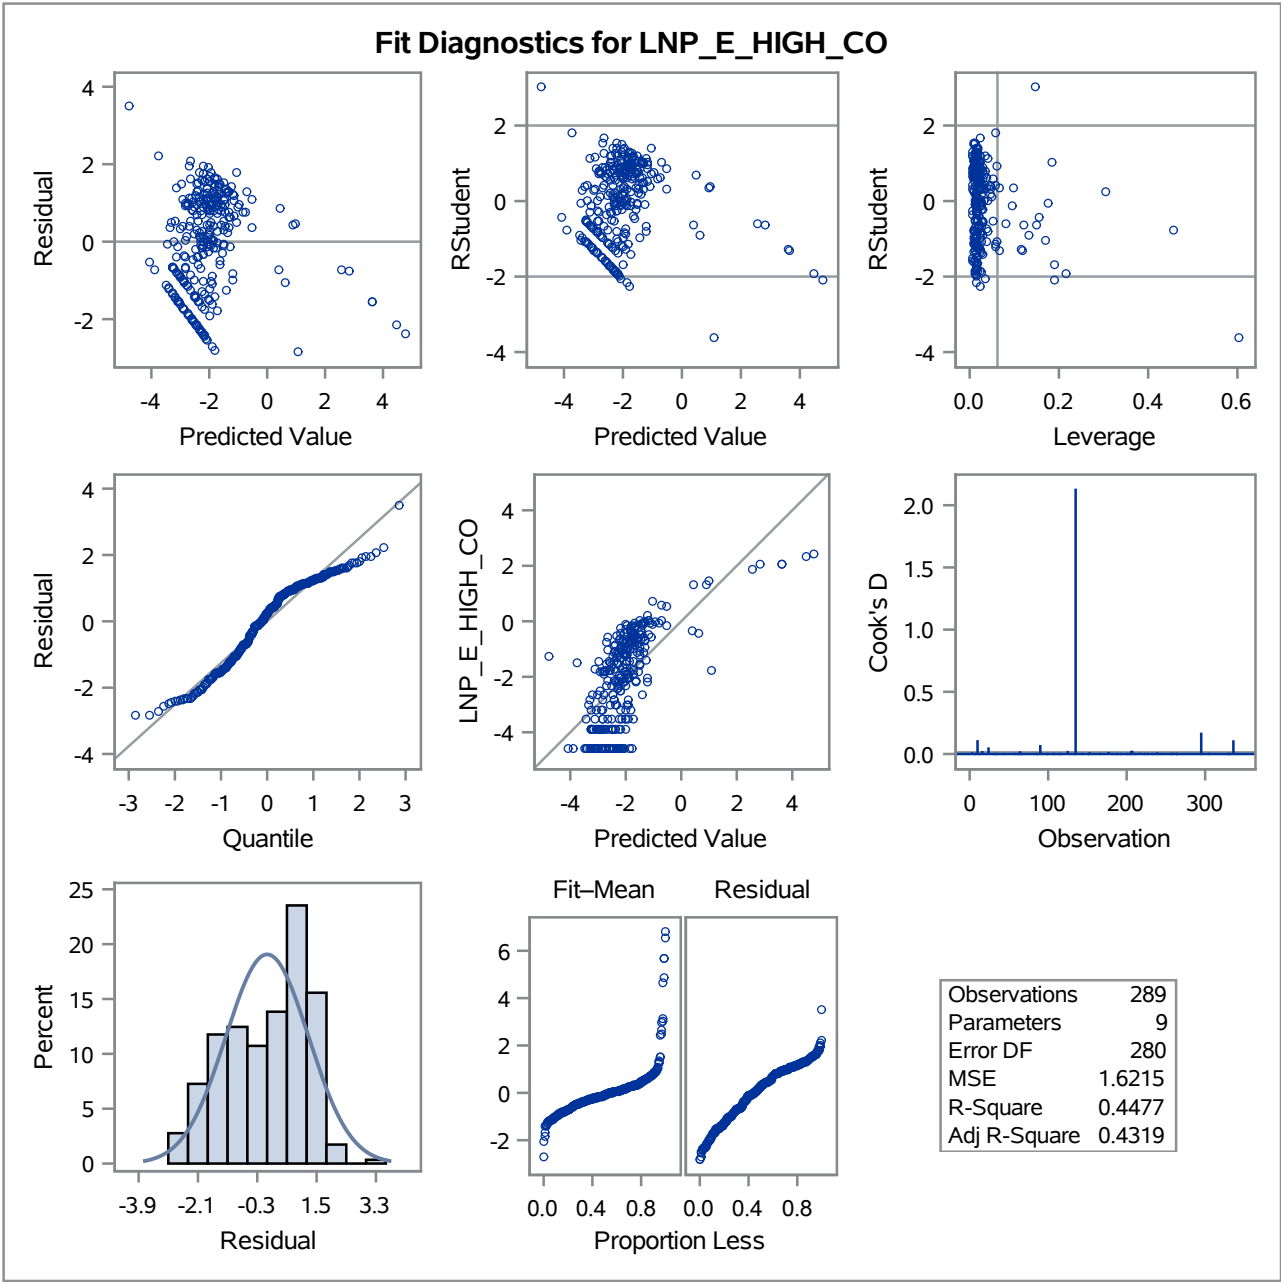 Fit Diagnostics for LNP_E_HIGH_CO
4
2
0
-2
Residual
-4 -2 0 2 4
Predicted Value
2
0
-2
-4
RStudent
-4 -2 0 2 4
Predicted Value
2
0
-2
-4
RStudent
0.0 0.2 0.4 0.6
Leverage
4
2
0
-2
-4
Residual
-3 -2 -1 0 1 2 3
Quantile
4
2
0
-2
-4
LNP_E_HIGH_CO
-4 -2 0 2 4
Predicted Value
2.0
1.5
1.0
0.5
0.0
Cook's D
0 100 200 300
Observation
25
20
15
10
5
0
Percent
-3.9 -2.1 -0.3 1.5 3.3
Residual
Fit–Mean Residual
6
4
2
0
-2
0.0 0.4 0.8 0.0 0.4 0.8
Proportion Less
Observations 289
Parameters 9
Error DF 280
MSE 1.6215
R-Square 0.4477
Adj R-Square 0.4319